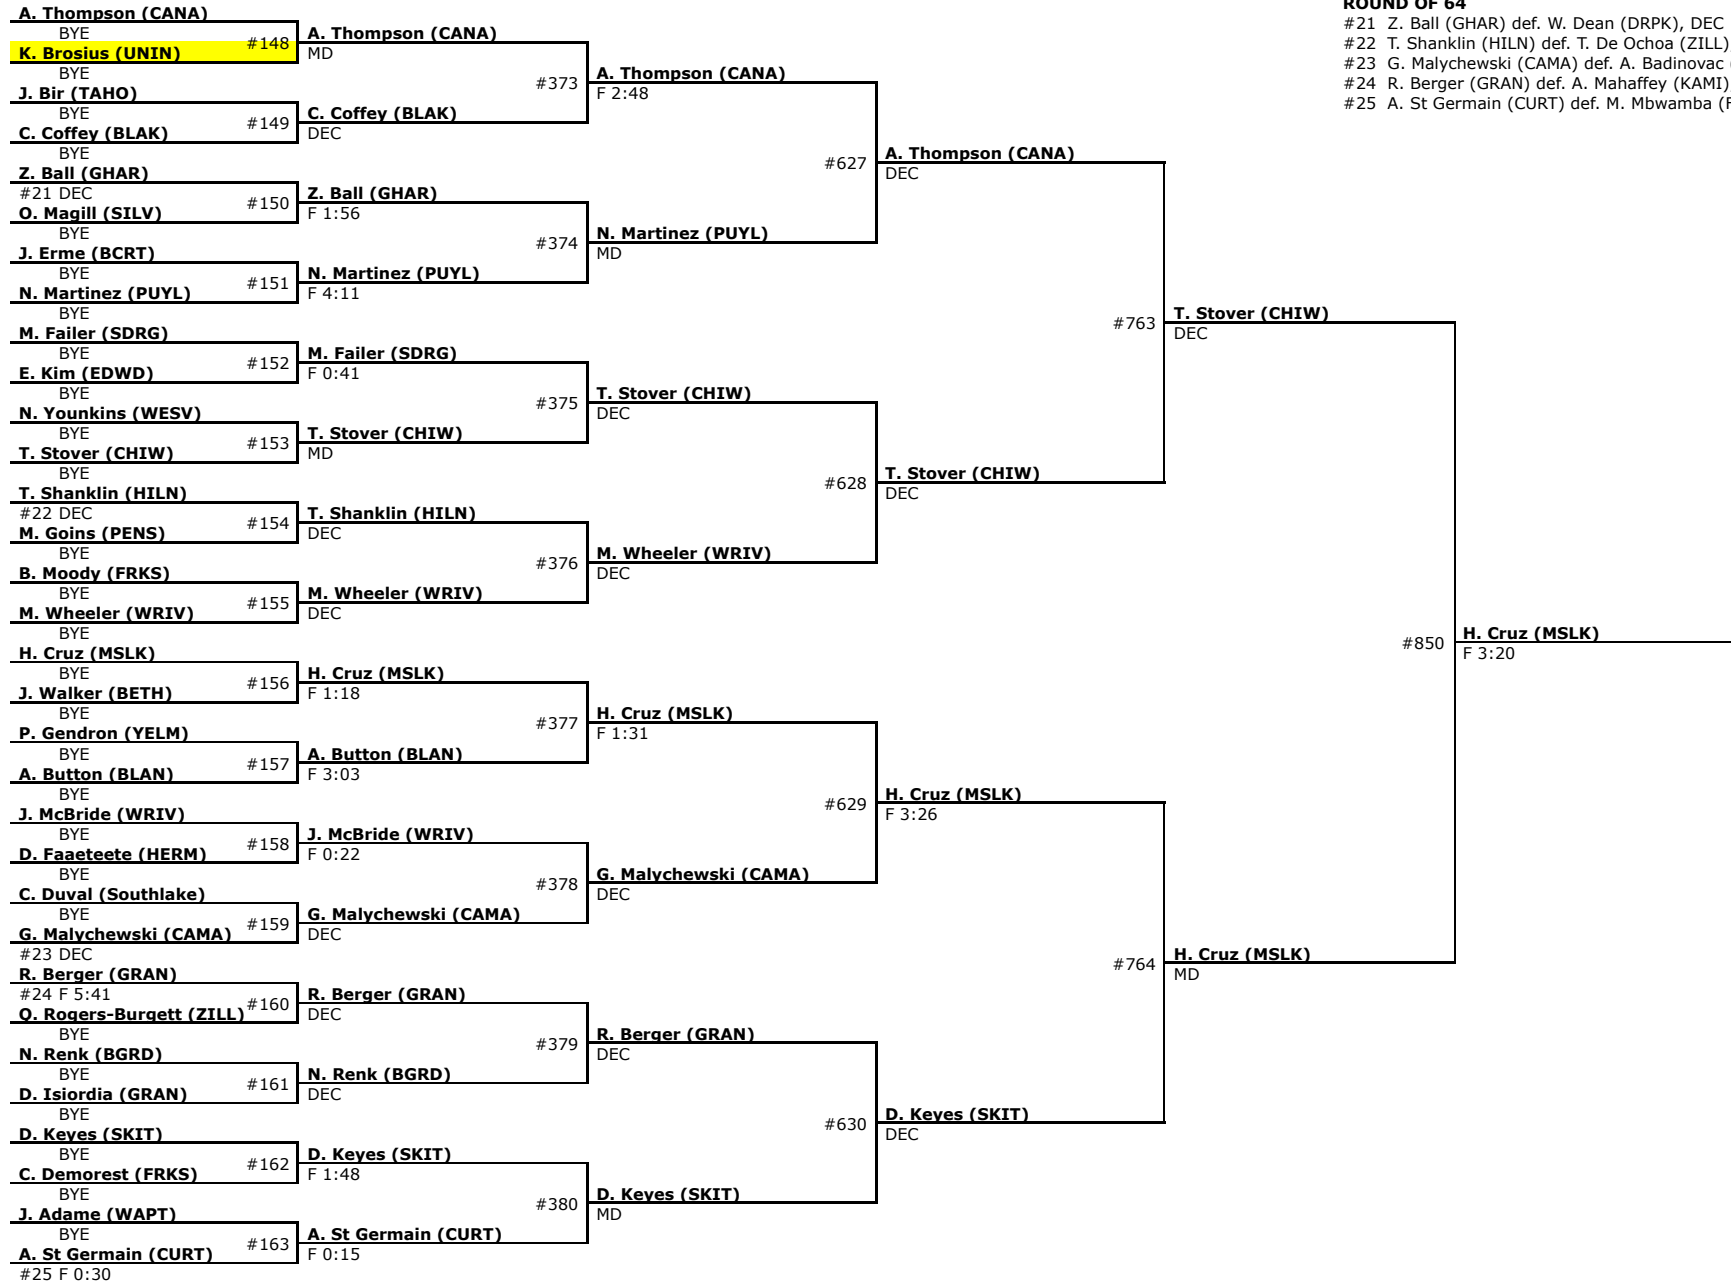 A. Thompson (CANA)
BYE
K. Brosius (UNIN)
BYE
J. Bir (TAHO)
BYE
C. Coffey (BLAK)
BYE
Z. Ball (GHAR)
#21 DEC
O. Magill (SILV)
BYE
J. Erme (BCRT)
BYE
N. Martinez (PUYL)
BYE
M. Failer (SDRG)
BYE
E. Kim (EDWD)
BYE
N. Younkins (WESV)
BYE
T. Stover (CHIW)
BYE
T. Shanklin (HILN)
#22 DEC
M. Goins (PENS)
BYE
B. Moody (FRKS)
BYE
M. Wheeler (WRIV)
BYE
H. Cruz (MSLK)
BYE
J. Walker (BETH)
BYE
P. Gendron (YELM)
BYE
A. Button (BLAN)
BYE
J. McBride (WRIV)
BYE
D. Faaeteete (HERM)
BYE
C. Duval (Southlake)
BYE
G. Malychewski (CAMA)
#23 DEC
R. Berger (GRAN)
#24 F 5:41
Q. Rogers-Burgett (ZILL)
BYE
N. Renk (BGRD)
BYE
D. Isiordia (GRAN)
BYE
D. Keyes (SKIT)
BYE
C. Demorest (FRKS)
BYE
J. Adame (WAPT)
BYE
A. St Germain (CURT)
#25 F 0:30
#148
#149
#150
#151
#152
#153
#154
#155
#156
#157
#158
#159
#160
#161
#162
#163
A. Thompson (CANA)
MD
C. Coffey (BLAK)
DEC
Z. Ball (GHAR)
F 1:56
N. Martinez (PUYL)
F 4:11
M. Failer (SDRG)
F 0:41
T. Stover (CHIW)
MD
T. Shanklin (HILN)
DEC
M. Wheeler (WRIV)
DEC
H. Cruz (MSLK)
F 1:18
A. Button (BLAN)
F 3:03
J. McBride (WRIV)
F 0:22
G. Malychewski (CAMA)
DEC
R. Berger (GRAN)
DEC
N. Renk (BGRD)
DEC
D. Keyes (SKIT)
F 1:48
A. St Germain (CURT)
F 0:15
#373
#374
#375
#376
#377
#378
#379
#380
A. Thompson (CANA)
F 2:48
N. Martinez (PUYL)
MD
T. Stover (CHIW)
DEC
M. Wheeler (WRIV)
DEC
H. Cruz (MSLK)
F 1:31
G. Malychewski (CAMA)
DEC
R. Berger (GRAN)
DEC
D. Keyes (SKIT)
MD
#627
#628
#629
#630
A. Thompson (CANA)
DEC
T. Stover (CHIW)
DEC
H. Cruz (MSLK)
F 3:26
D. Keyes (SKIT)
DEC
#763
#764
T. Stover (CHIW)
DEC
H. Cruz (MSLK)
MD
#850
H. Cruz (MSLK)
F 3:20
ROUND OF 64
#21 Z. Ball (GHAR) def. W. Dean (DRPK), DEC
#22 T. Shanklin (HILN) def. T. De Ochoa (ZILL)
#23 G. Malychewski (CAMA) def. A. Badinovac
#24 R. Berger (GRAN) def. A. Mahaffey (KAMI)
#25 A. St Germain (CURT) def. M. Mbwamba